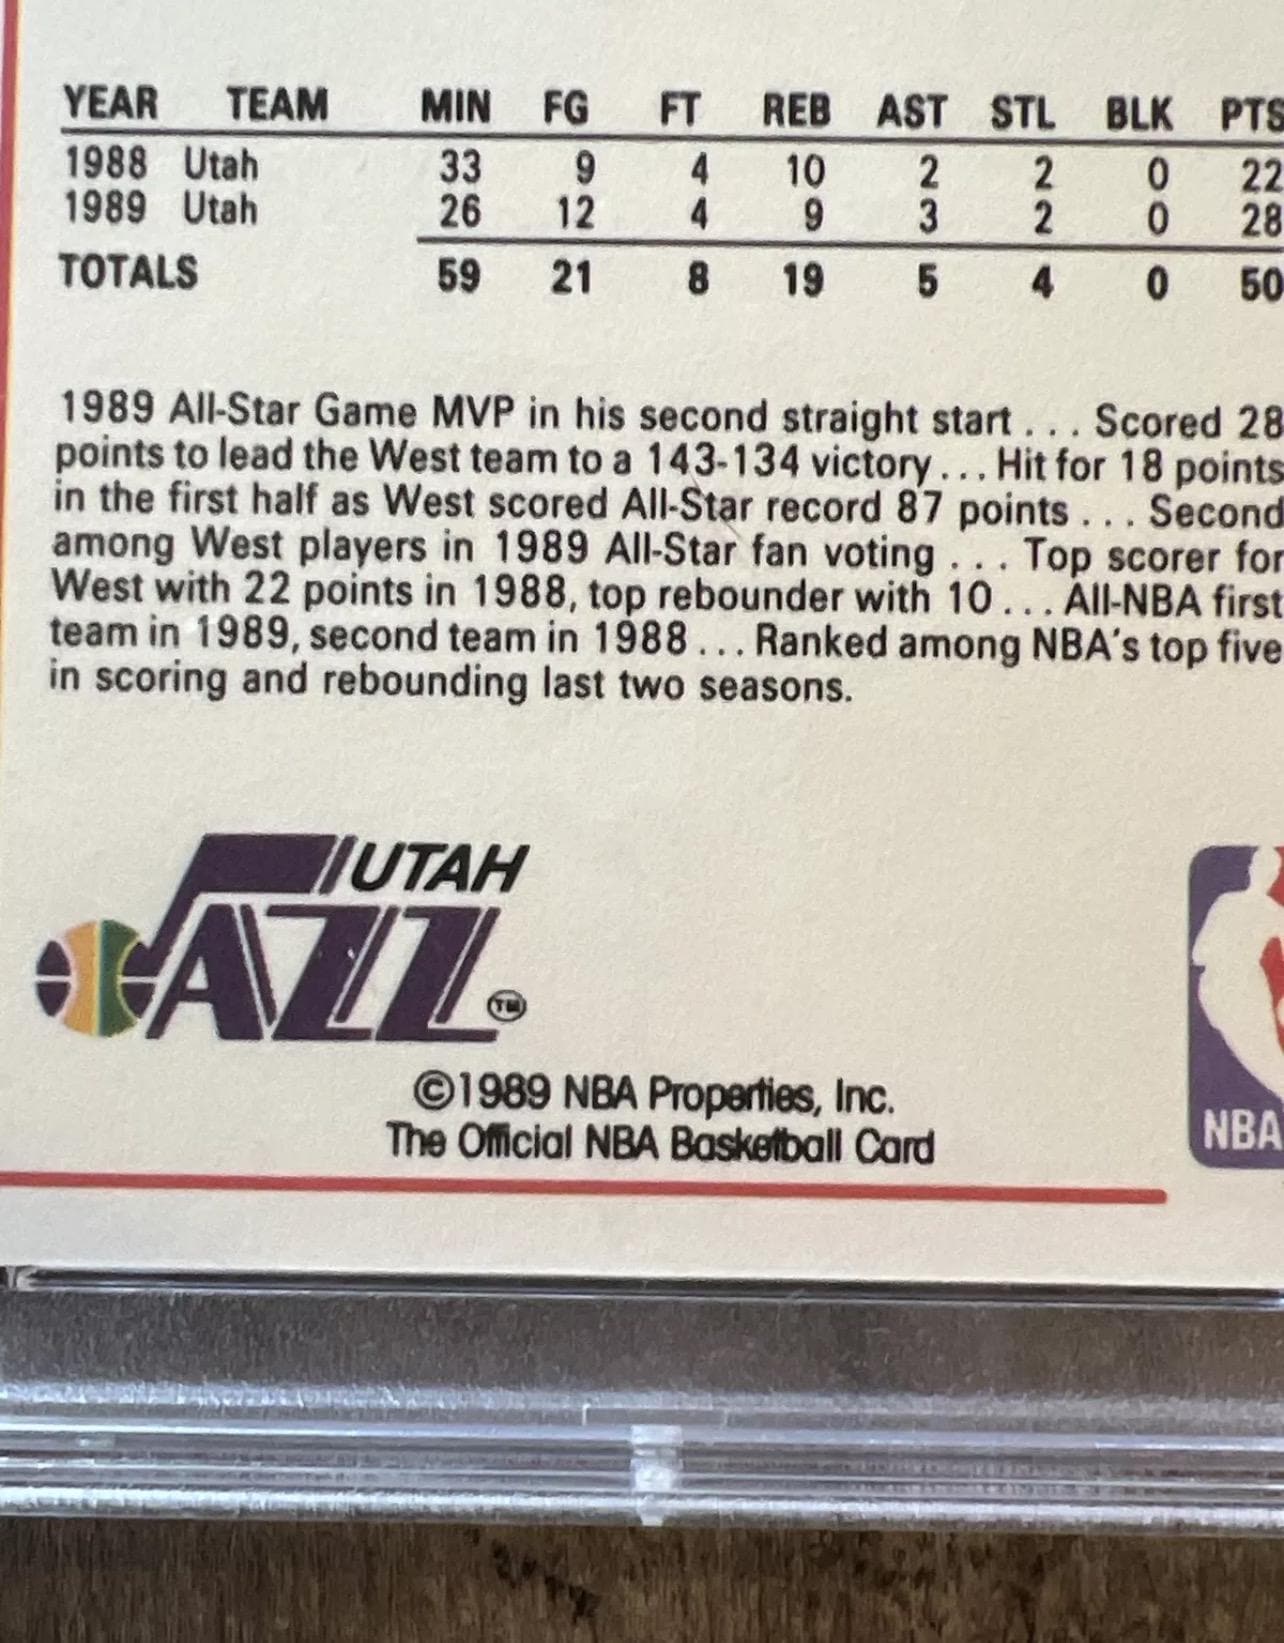 YEAR TEAM MIN FG FT REB AST STL BLK PTS
1988 Utah 33 9 4 10 2 2 0 22
1989 Utah 26 12 4 9 3 2 0 28
TOTALS 59 21 8 19 5 4 0 50
1989 All-Star Game MVP in his second straight start . . . Scored 28
points to lead the West team to a 143-134 victory . . . Hit for 18 points
in the first half as West scored All-Star record 87 points . . . Second
among West players in 1989 All-Star fan voting . . . Top scorer for
West with 22 points in 1988, top rebounder with 10 . . . All-NBA first
team in 1989, second team in 1988 . . . Ranked among NBA's top five
in scoring and rebounding last two seasons.
UTAH
JAZZ TM
©1989 NBA Properties, Inc.
The Official NBA Basketball Card
NBA